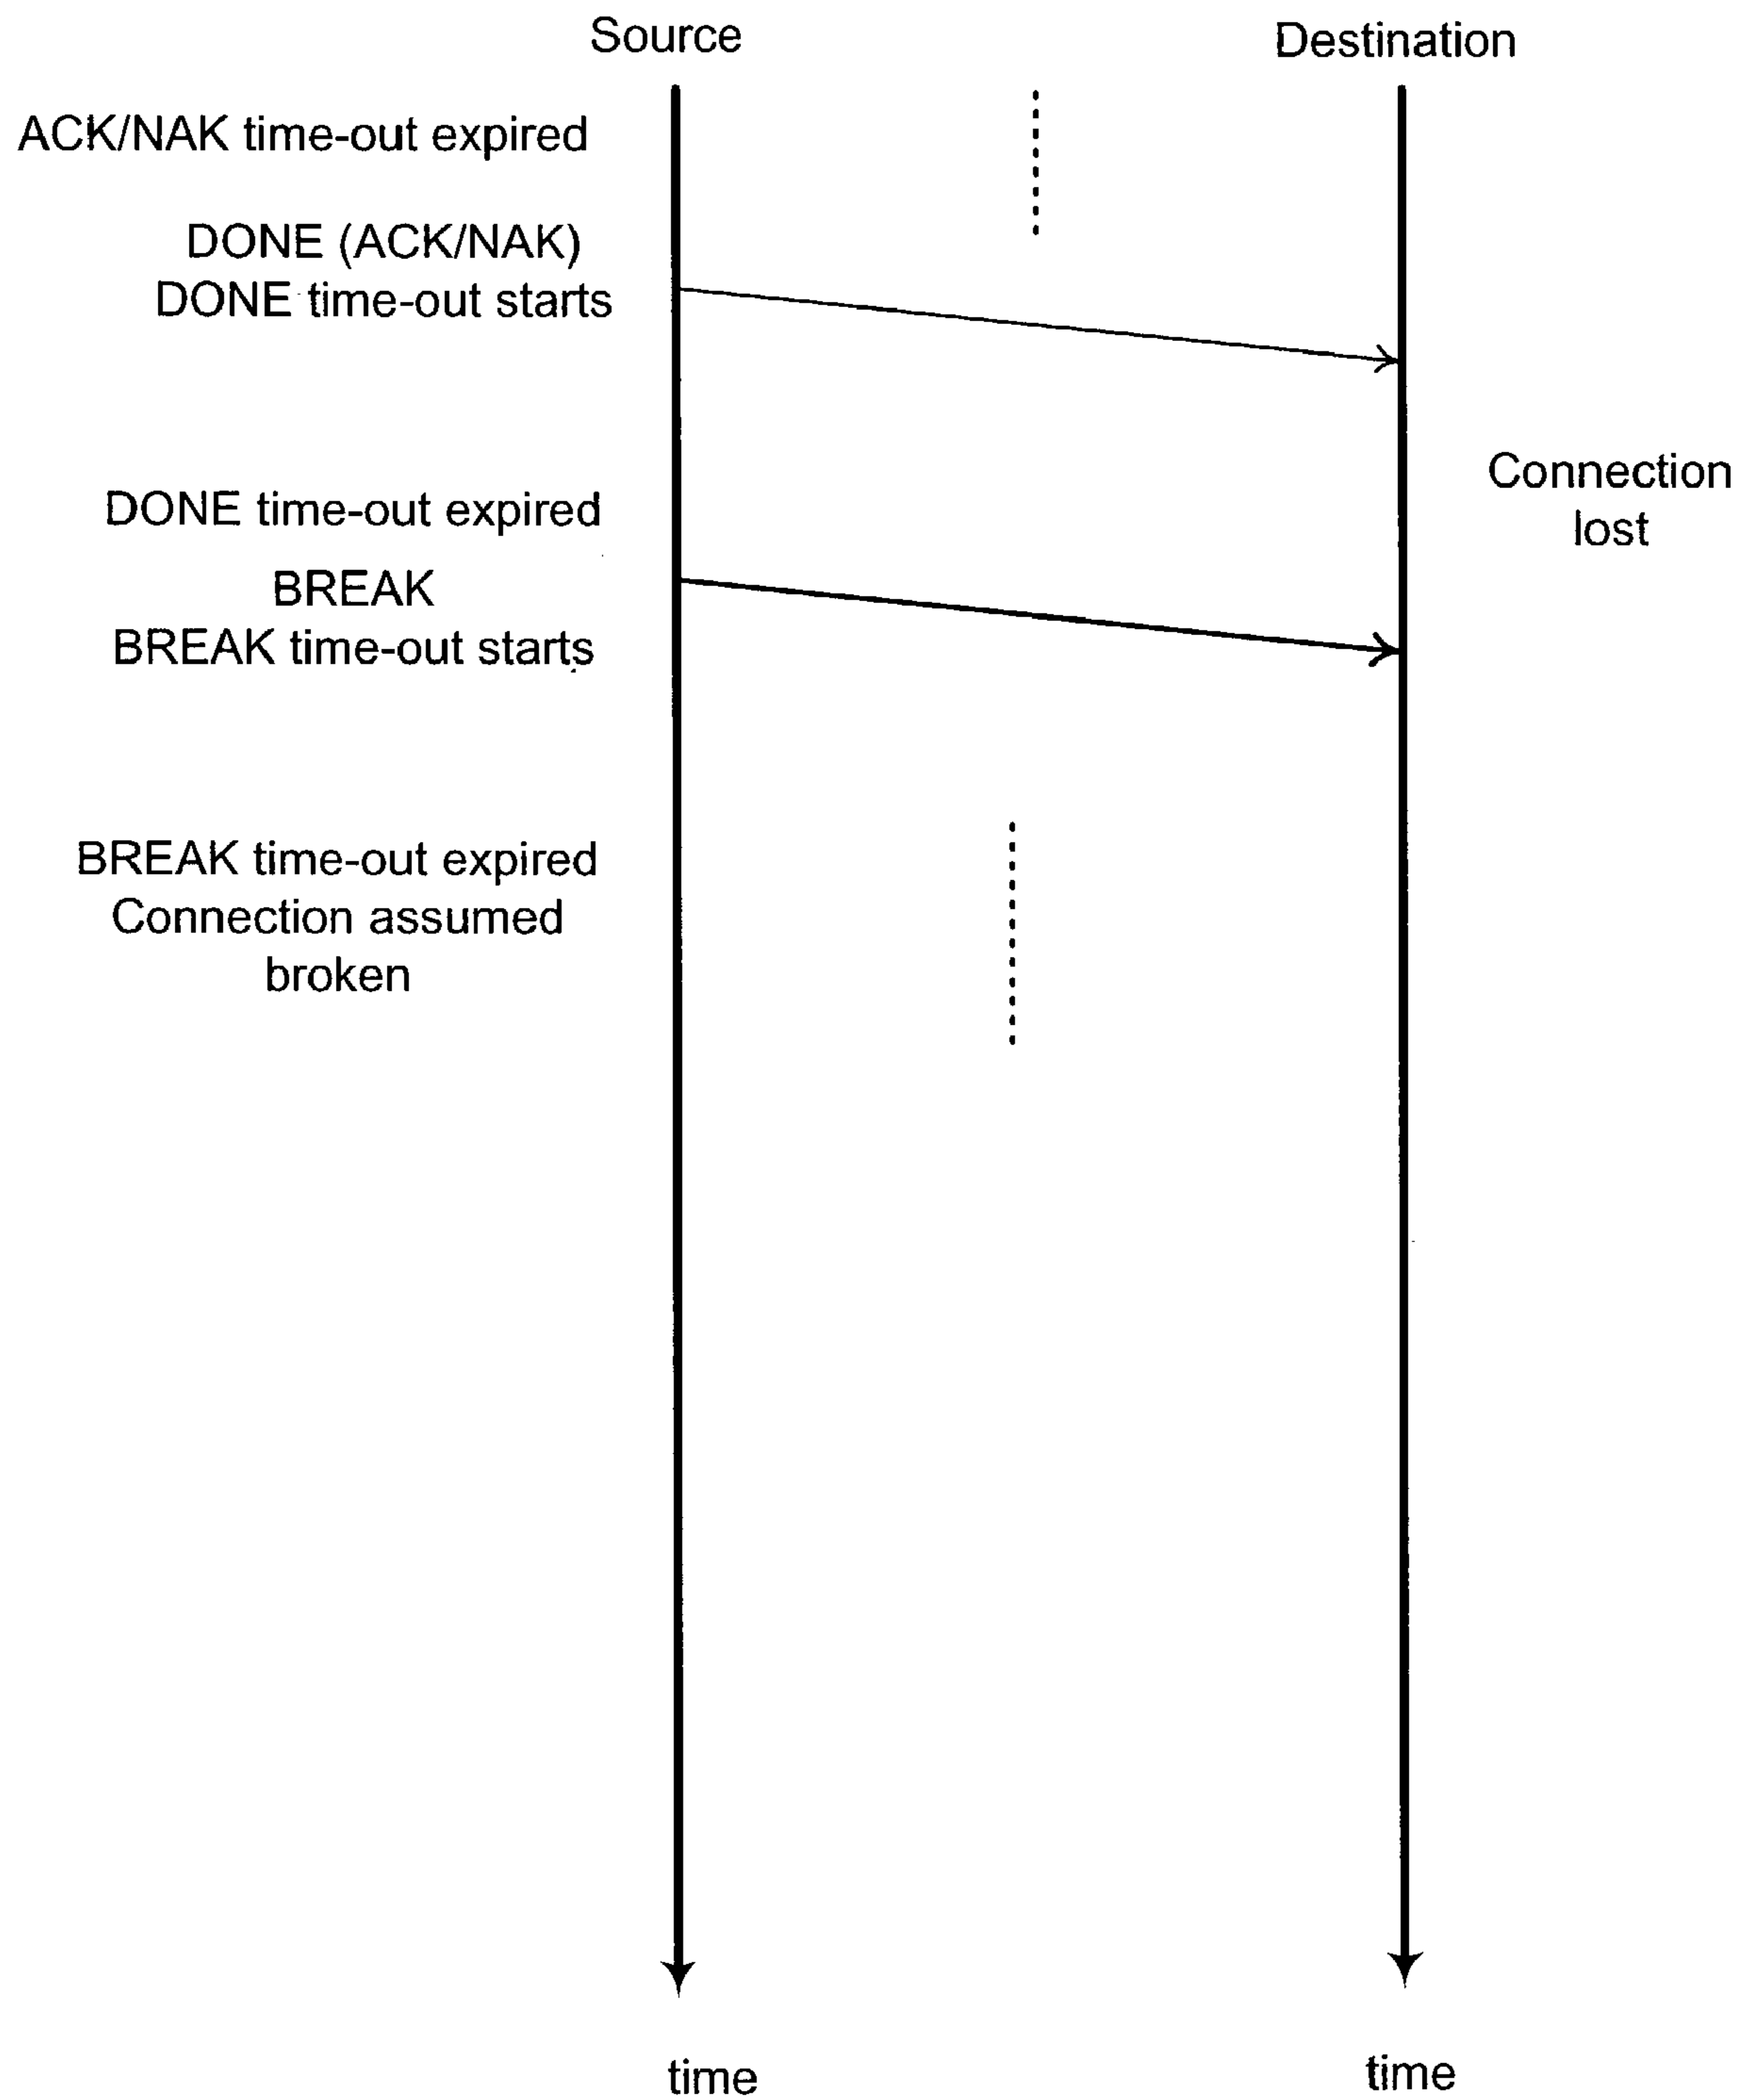 Source
Destination
ACK/NAK time-out expired
DONE (ACK/NAK)
DONE time-out starts
Connection
lost
DONE time-out expired
BREAK
BREAK time-out starts
BREAK time-out expired
Connection assumed
broken
time
time